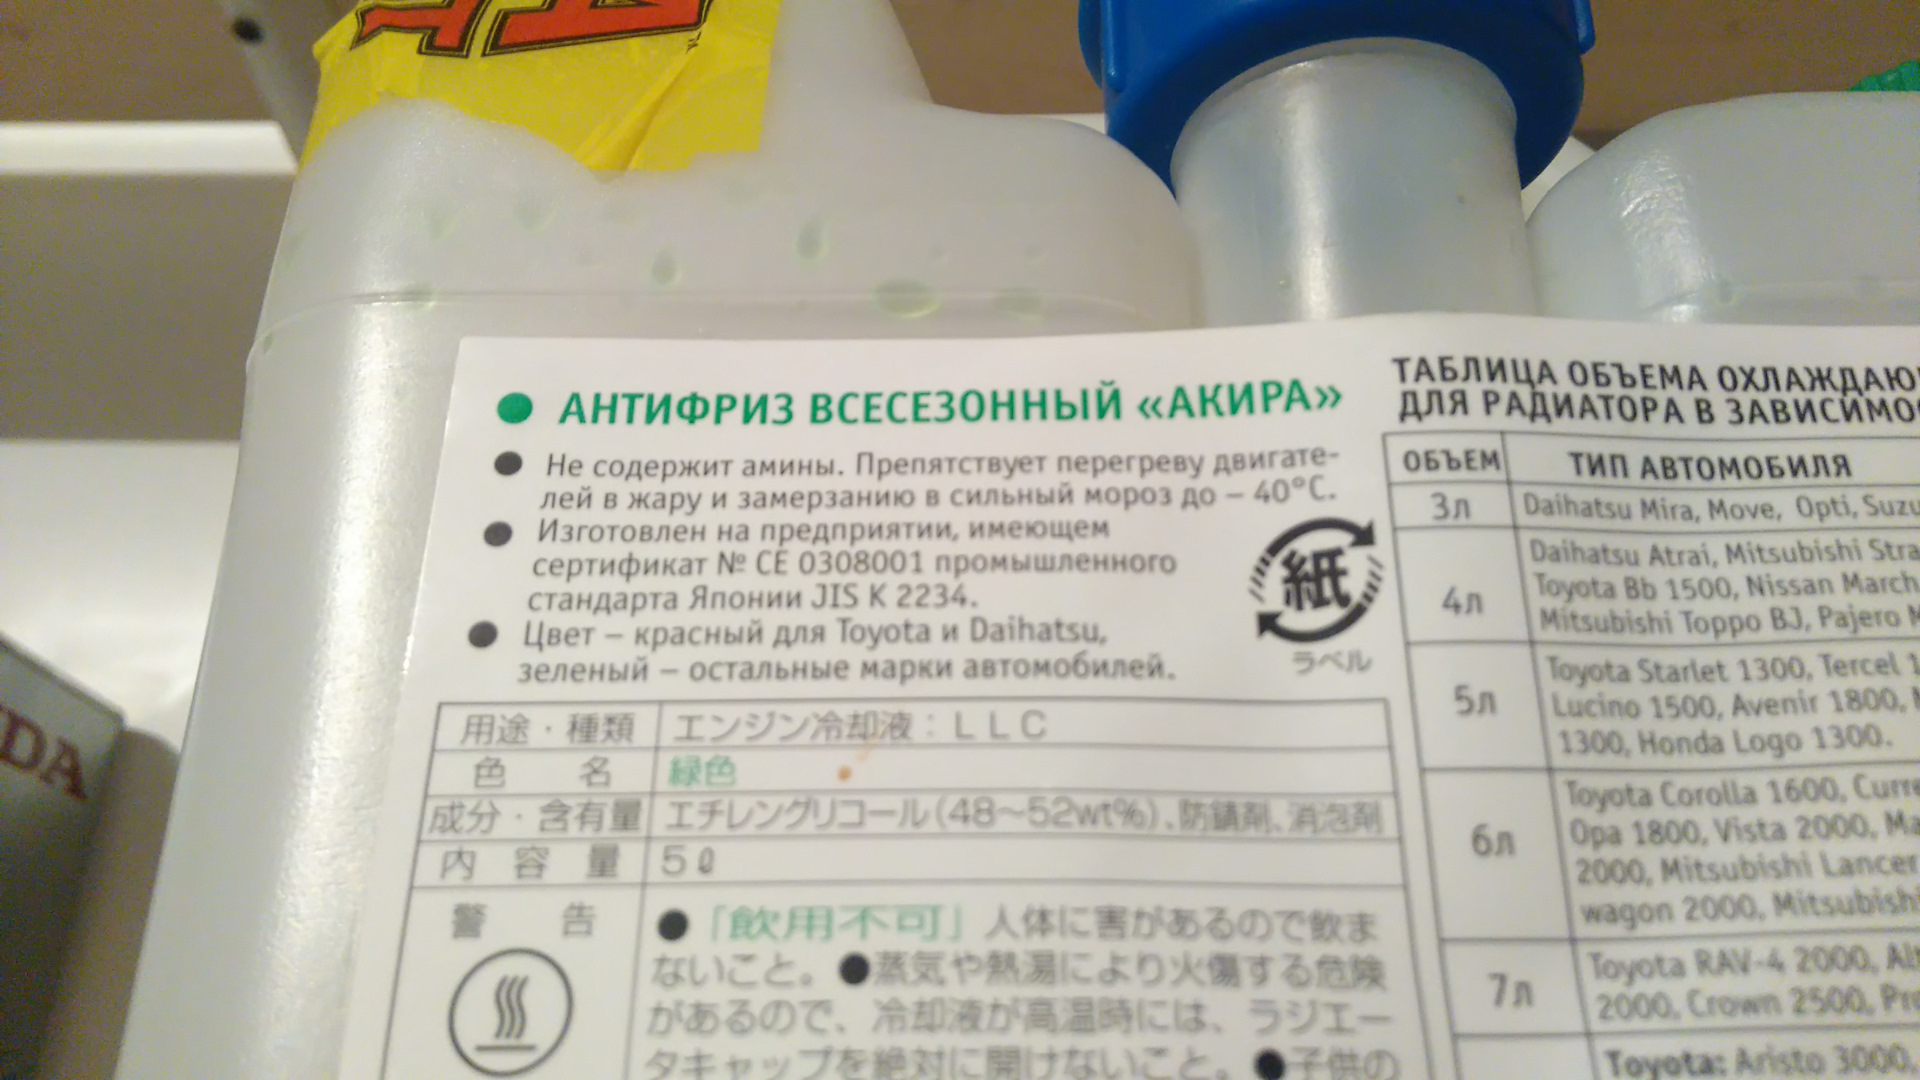 ● АНТИФРИЗ ВСЕСЕЗОННЫЙ «АКИРА»
● Не содержит амины. Препятствует перегреву двигате-
лей в жару и замерзанию в сильный мороз до – 40°С.
● Изготовлен на предприятии, имеющем
сертификат № СЕ 0308001 промышленного
стандарта Японии JIS K 2234.
● Цвет – красный для Toyota и Daihatsu,
зеленый – остальные марки автомобилей.
紙
ラベル
用途・種類 エンジン冷却液：ＬＬＣ
色 名 緑色
成分・含有量 エチレングリコール(48〜52wt%)、防錆剤、消泡剤
内 容 量 5ℓ
警 告
●「飲用不可」人体に害があるので飲ま
ないこと。●蒸気や熱湯により火傷する危険
があるので、冷却液が高温時には、ラジエー
タキャップを絶対に開けないこと。●子供の
ТАБЛИЦА ОБЪЕМА ОХЛАЖДАЮ
ДЛЯ РАДИАТОРА В ЗАВИСИМО
ОБЪЕМ ТИП АВТОМОБИЛЯ
3л Daihatsu Mira, Move, Opti, Suzu
4л Daihatsu Atrai, Mitsubishi Stra
Toyota Bb 1500, Nissan March,
Mitsubishi Toppo BJ, Pajero M
5л Toyota Starlet 1300, Tercel 1
Lucino 1500, Avenir 1800,
1300, Honda Logo 1300.
6л Toyota Corolla 1600, Curre
Opa 1800, Vista 2000, Ma
2000, Mitsubishi Lancer
wagon 2000, Mitsubishi
7л Toyota RAV-4 2000, Alt
2000, Crown 2500, Pr
Toyota: Aristo 3000,
DA